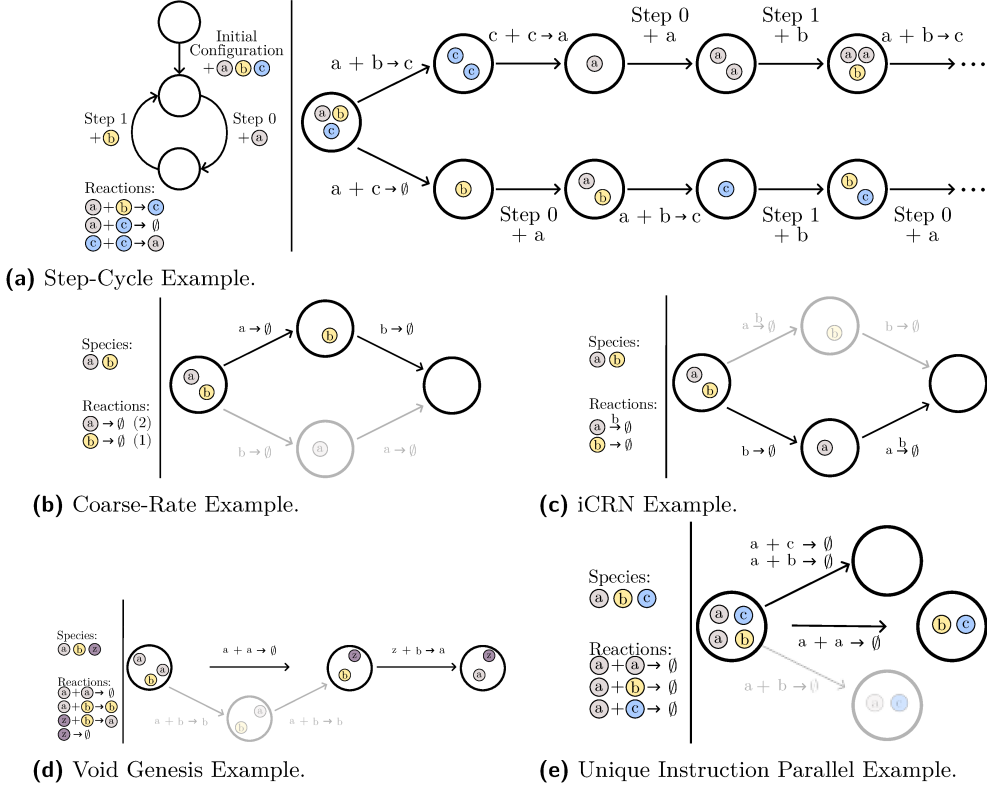 Initial
Configuration
+ a b c
Step 1
+ b
Step 0
+ a
Reactions:
a + b → c
a + c → ∅
c + c → a
a b
c
a + b → c
c c
c + c → a
a
Step 0
+ a
a
a
Step 1
+ b
a a
b
a + b → c
...
a + c → ∅
b
Step 0
+ a
a
b
a + b → c
c
Step 1
+ b
b
c
Step 0
+ a
...
(a) Step-Cycle Example.
Species:
a b
Reactions:
a → ∅ (2)
b → ∅ (1)
a
b
a → ∅
b
b → ∅
b → ∅
a
a → ∅
(b) Coarse-Rate Example.
Species:
a b
Reactions:
b
a → ∅
b → ∅
a
b
b
a → ∅
b
b → ∅
b → ∅
a
b
a → ∅
(c) iCRN Example.
Species:
a b z
Reactions:
a + a → ∅
a + b → b
z + b → a
z → ∅
a
a
b
a + a → ∅
z
b
z + b → a
z
a
a + b → b
a
b
a + b → b
(d) Void Genesis Example.
Species:
a b c
Reactions:
a + a → ∅
a + b → ∅
a + c → ∅
a c
a b
a + c → ∅
a + b → ∅
a + a → ∅
b c
a + b → ∅
a c
(e) Unique Instruction Parallel Example.